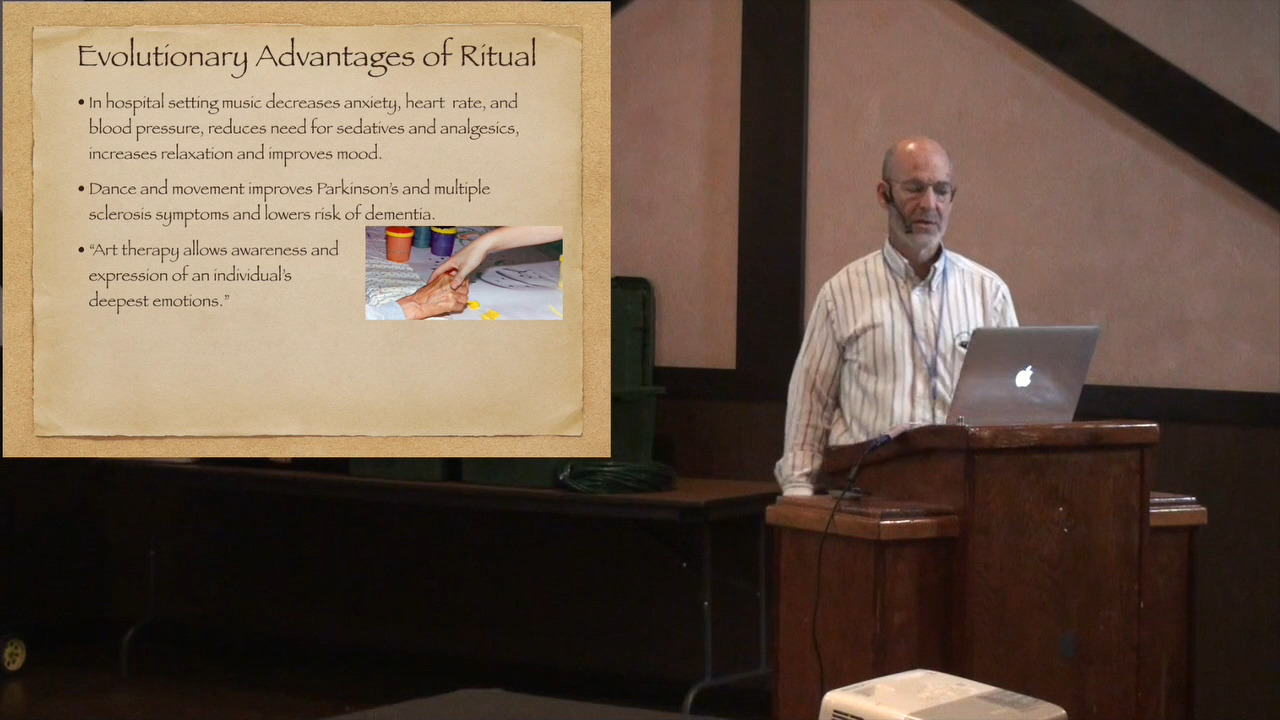 Evolutionary Advantages of Ritual
• In hospital setting music decreases anxiety, heart rate, and
blood pressure, reduces need for sedatives and analgesics,
increases relaxation and improves mood.
• Dance and movement improves Parkinson's and multiple
sclerosis symptoms and lowers risk of dementia.
• “Art therapy allows awareness and
expression of an individual's
deepest emotions.”